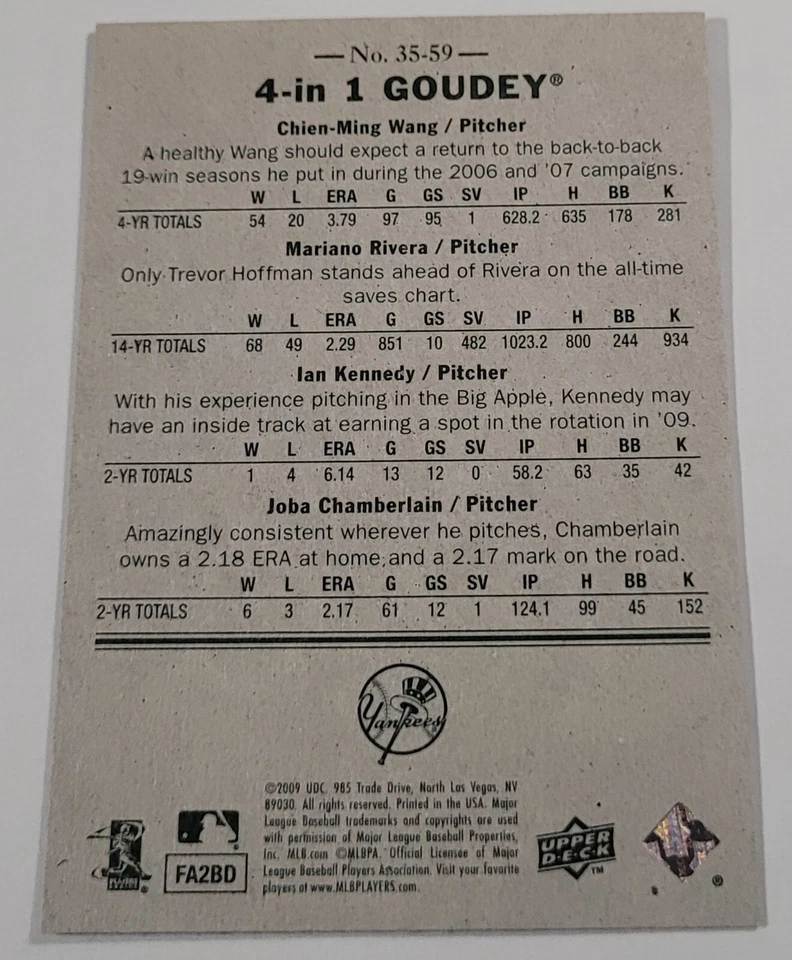 — No. 35-59 —
4-in 1 GOUDEY®
Chien-Ming Wang / Pitcher
A healthy Wang should expect a return to the back-to-back
19-win seasons he put in during the 2006 and '07 campaigns.
W L ERA G GS SV IP H BB K
4-YR TOTALS 54 20 3.79 97 95 1 628.2 635 178 281
Mariano Rivera / Pitcher
Only Trevor Hoffman stands ahead of Rivera on the all-time
saves chart.
W L ERA G GS SV IP H BB K
14-YR TOTALS 68 49 2.29 851 10 482 1023.2 800 244 934
Ian Kennedy / Pitcher
With his experience pitching in the Big Apple, Kennedy may
have an inside track at earning a spot in the rotation in '09.
W L ERA G GS SV IP H BB K
2-YR TOTALS 1 4 6.14 13 12 0 58.2 63 35 42
Joba Chamberlain / Pitcher
Amazingly consistent wherever he pitches, Chamberlain
owns a 2.18 ERA at home and a 2.17 mark on the road.
W L ERA G GS SV IP H BB K
2-YR TOTALS 6 3 2.17 61 12 1 124.1 99 45 152
Yankees
©2009 UDC, 985 Trade Drive, North Las Vegas, NV
89030. All rights reserved. Printed in the USA. Major
League Baseball trademarks and copyrights are used
with permission of Major League Baseball Properties,
Inc. MLB.com ©MLBPA. Official Licensee of Major
League Baseball Players Association. Visit your favorite
players at www.MLBPLAYERS.com.
FA2BD
UPPER
DECK™
®